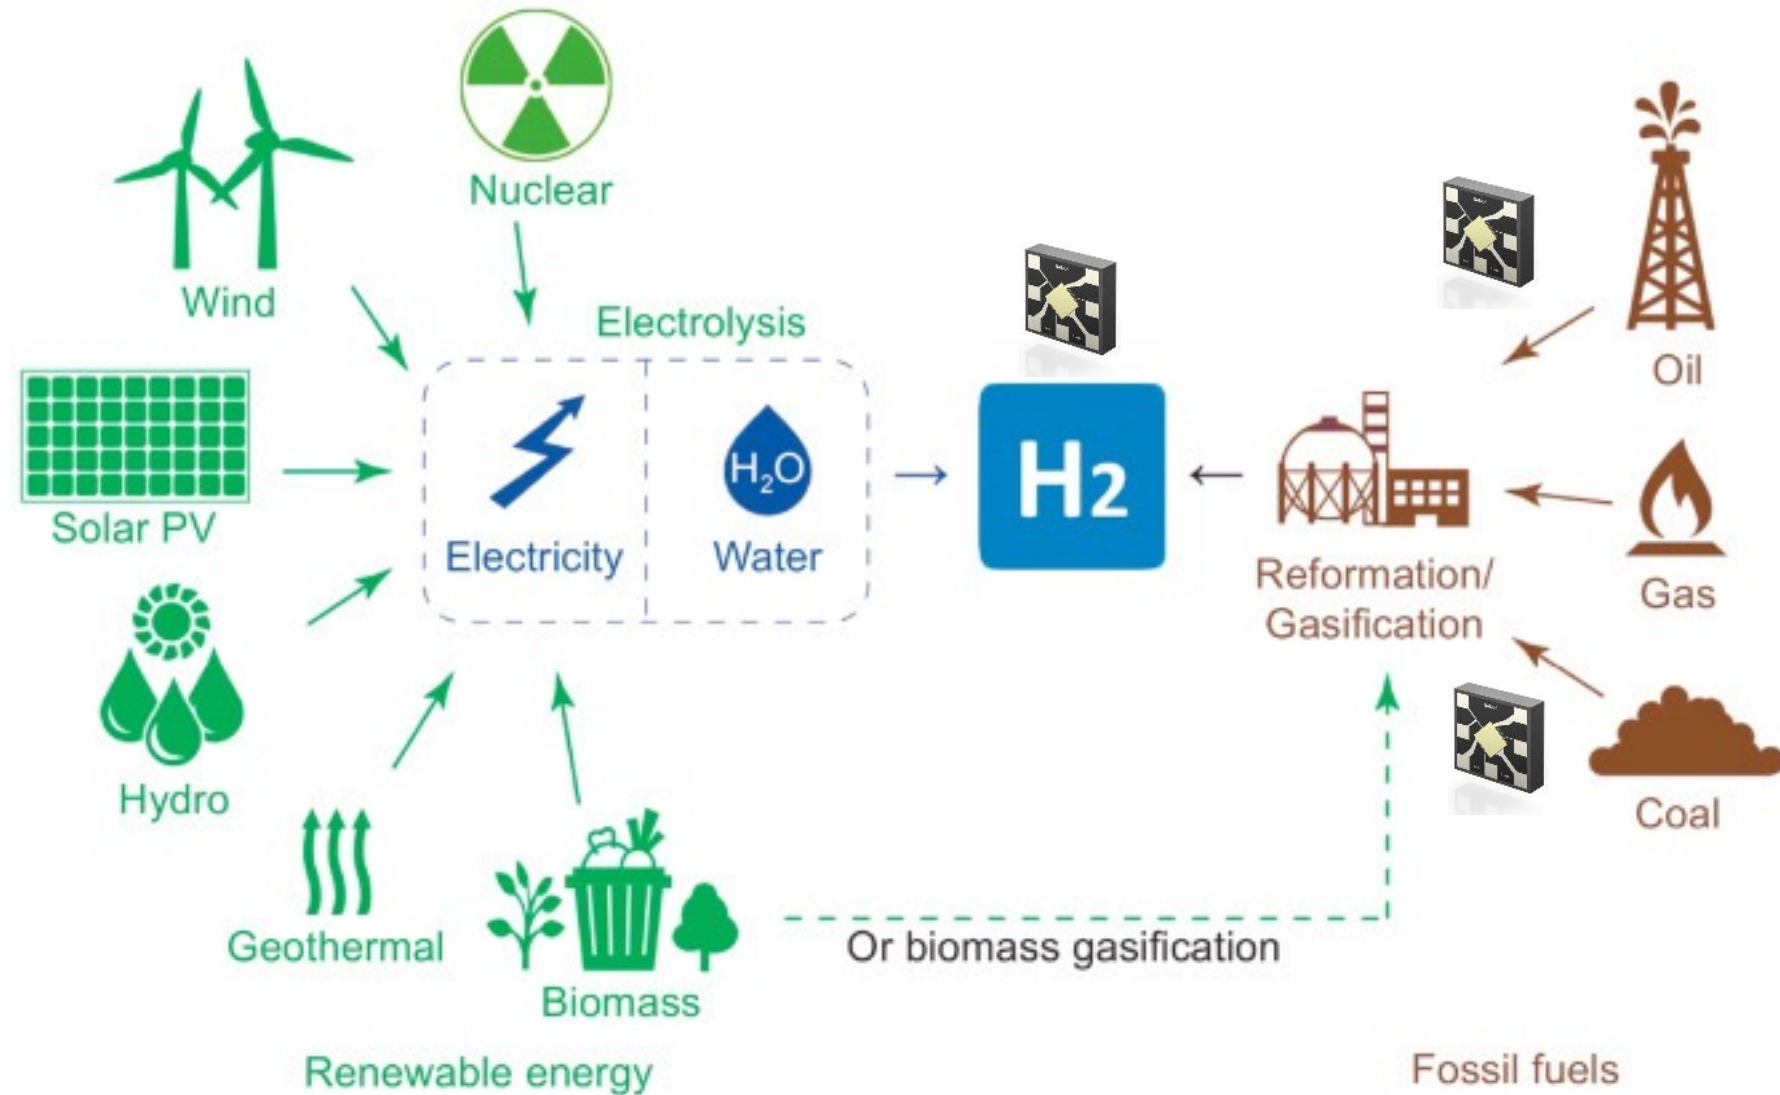 Nuclear
Wind
Electrolysis
Solar PV
Electricity
H₂O
Water
H2
Oil
Reformation/
Gasification
Gas
Hydro
Coal
Geothermal
Biomass
Or biomass gasification
Renewable energy
Fossil fuels